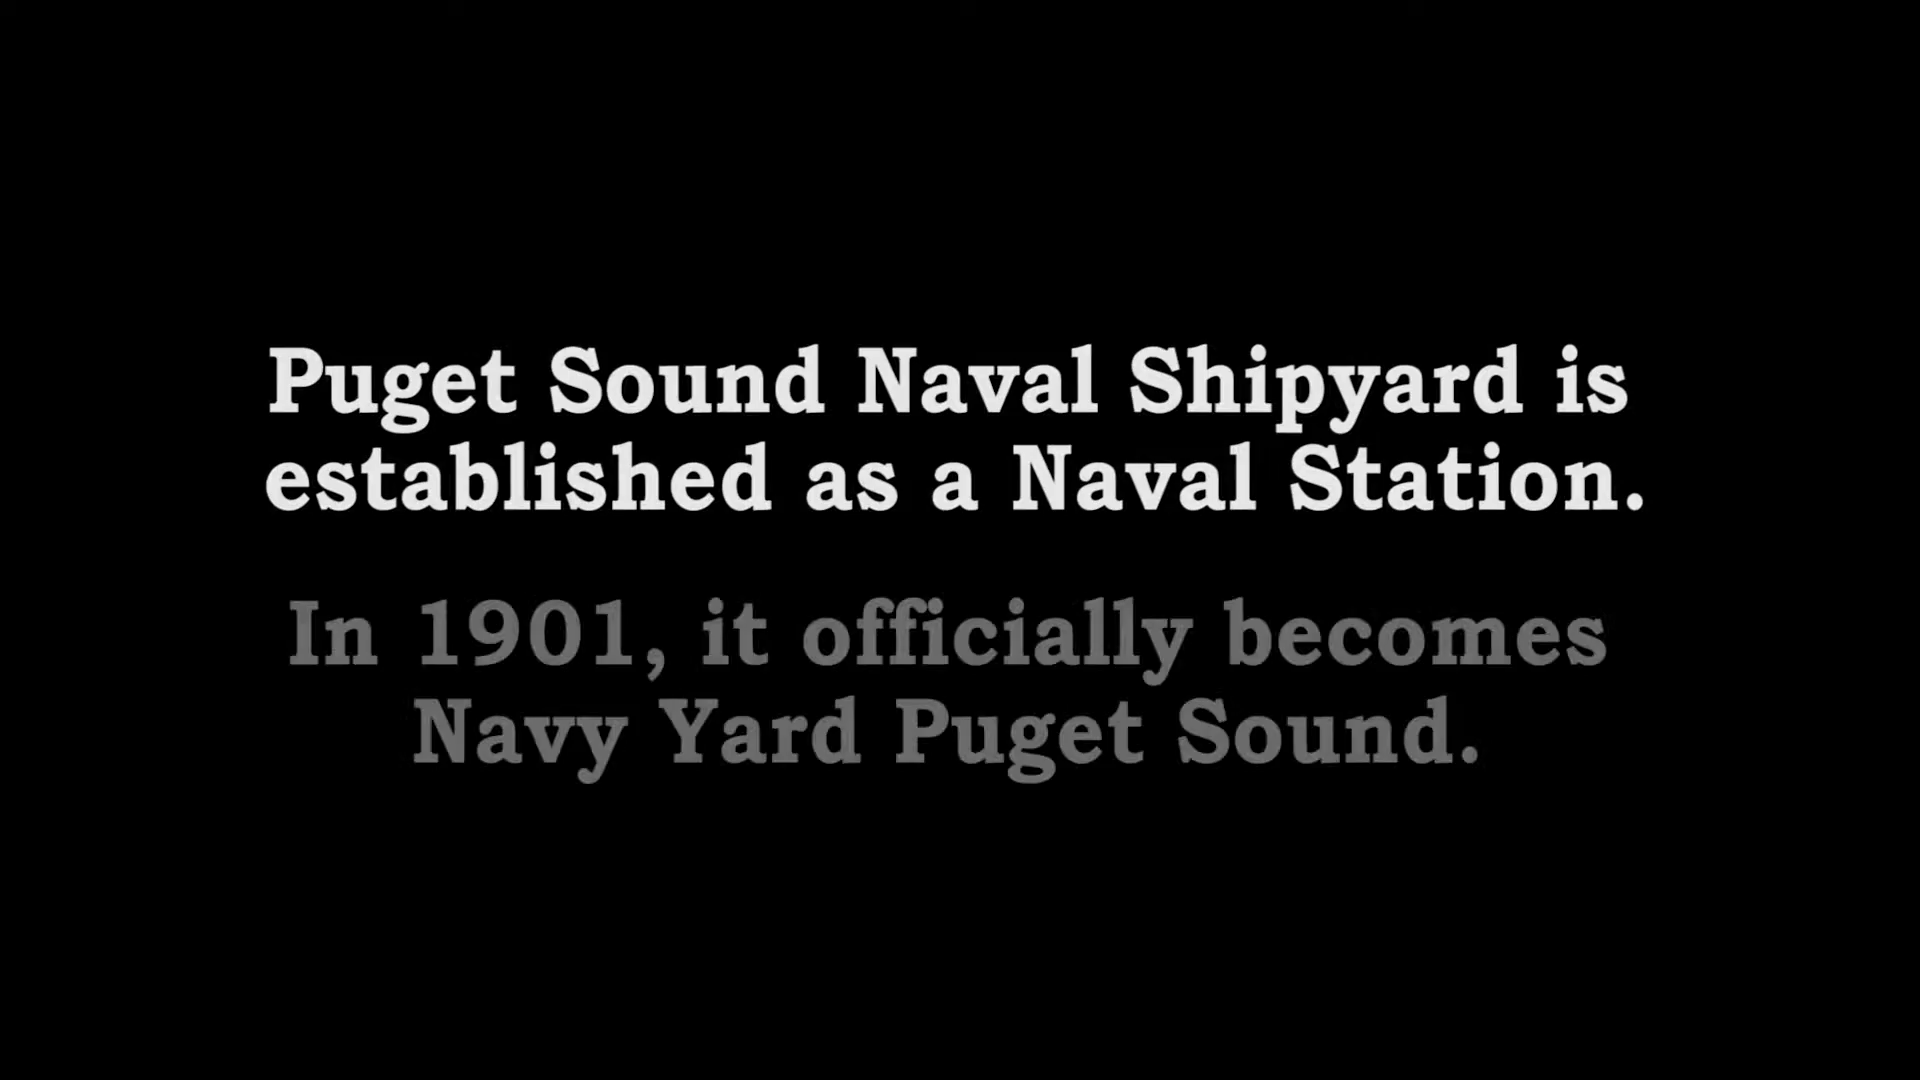 Puget Sound Naval Shipyard is
established as a Naval Station.
In 1901, it officially becomes
Navy Yard Puget Sound.